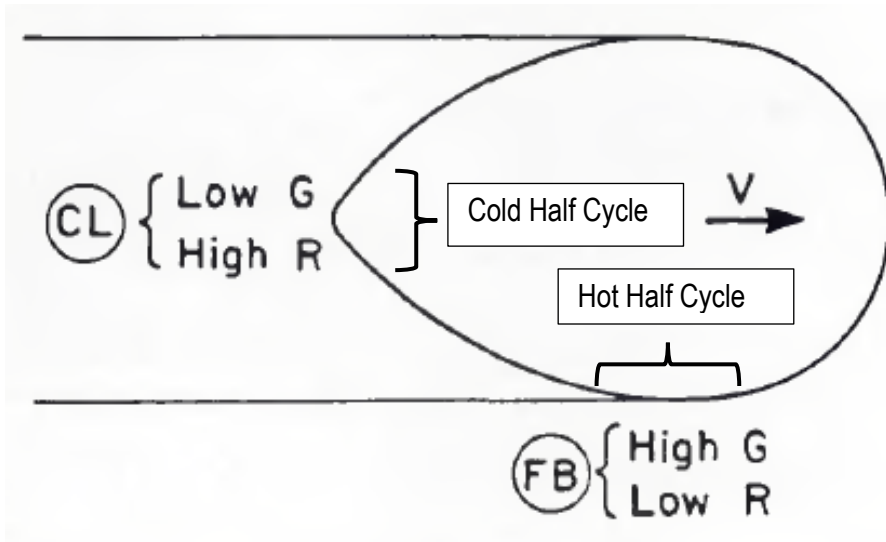 CL
Low G
High R
Cold Half Cycle
V
Hot Half Cycle
FB
High G
Low R